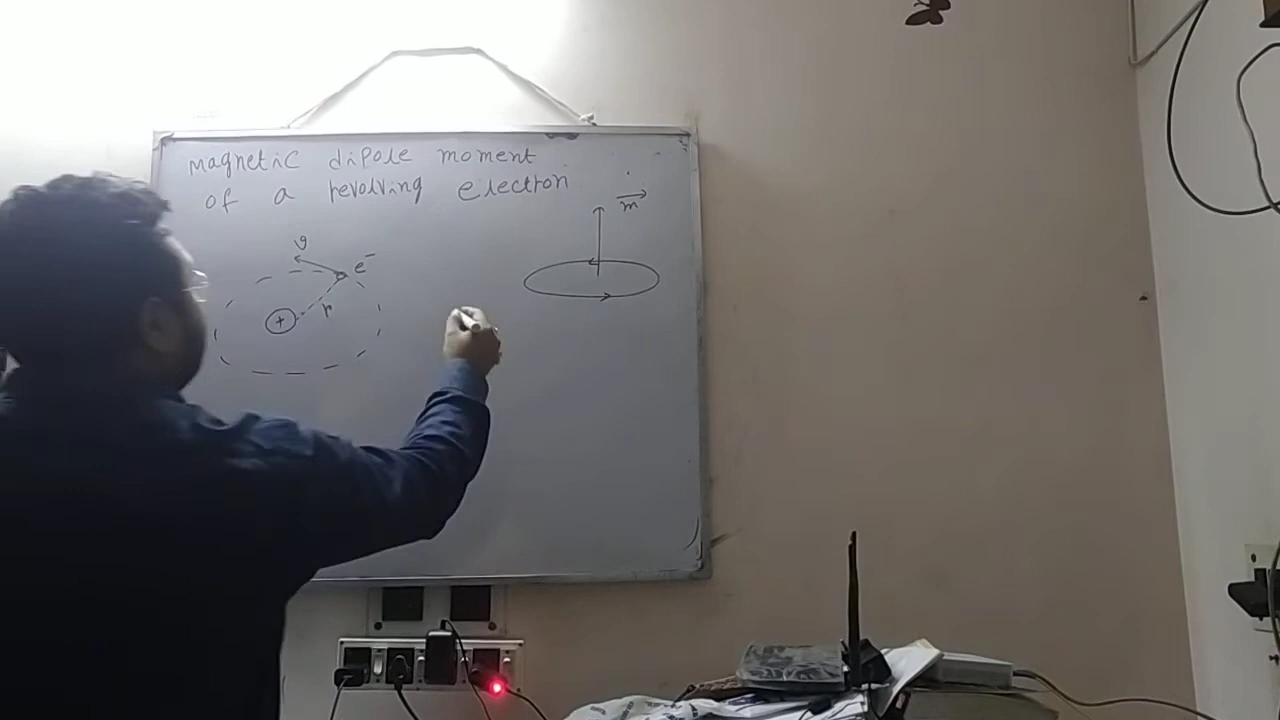 magnetic dipole moment
of a revolving electron
m
v
e-
r
+